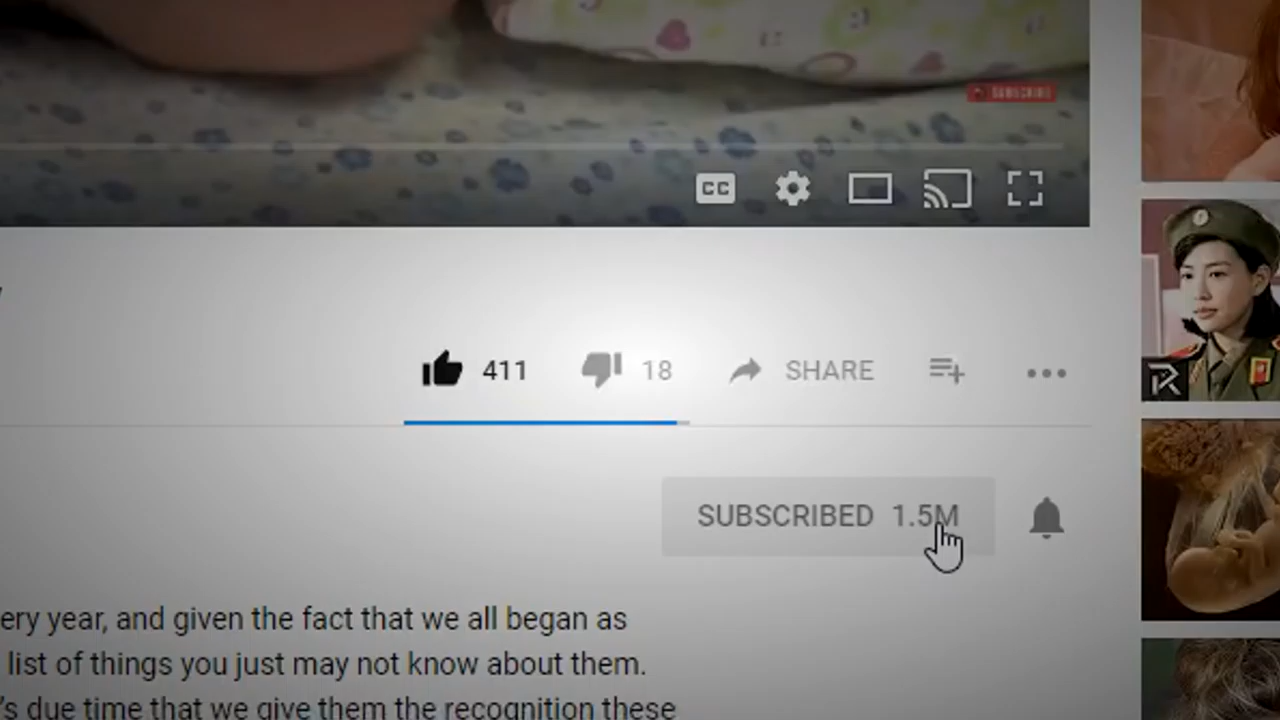 SUBSCRIBE
CC
411 18 SHARE
SUBSCRIBED 1.5M
ery year, and given the fact that we all began as
list of things you just may not know about them.
's due time that we give them the recognition these